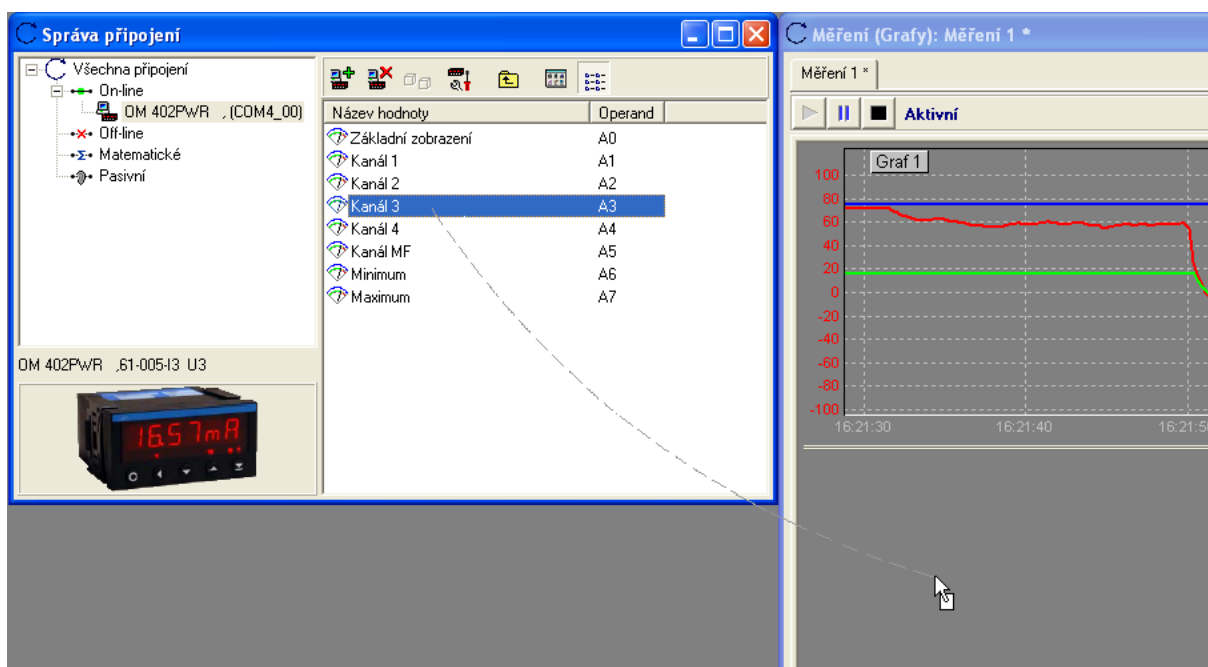 Správa připojení
Všechna připojení
On-line
OM 402PWR , (COM4_00)
Off-line
Matematické
Pasivní
OM 402PWR ,61-005-I3 U3
16.57mA
Název hodnoty Operand
Základní zobrazení A0
Kanál 1 A1
Kanál 2 A2
Kanál 3 A3
Kanál 4 A4
Kanál MF A5
Minimum A6
Maximum A7
Měření (Grafy): Měření 1 *
Měření 1 *
Aktivní
Graf 1
100
80
60
40
20
0
-20
-40
-60
-80
-100
16:21:30 16:21:40 16:21:50